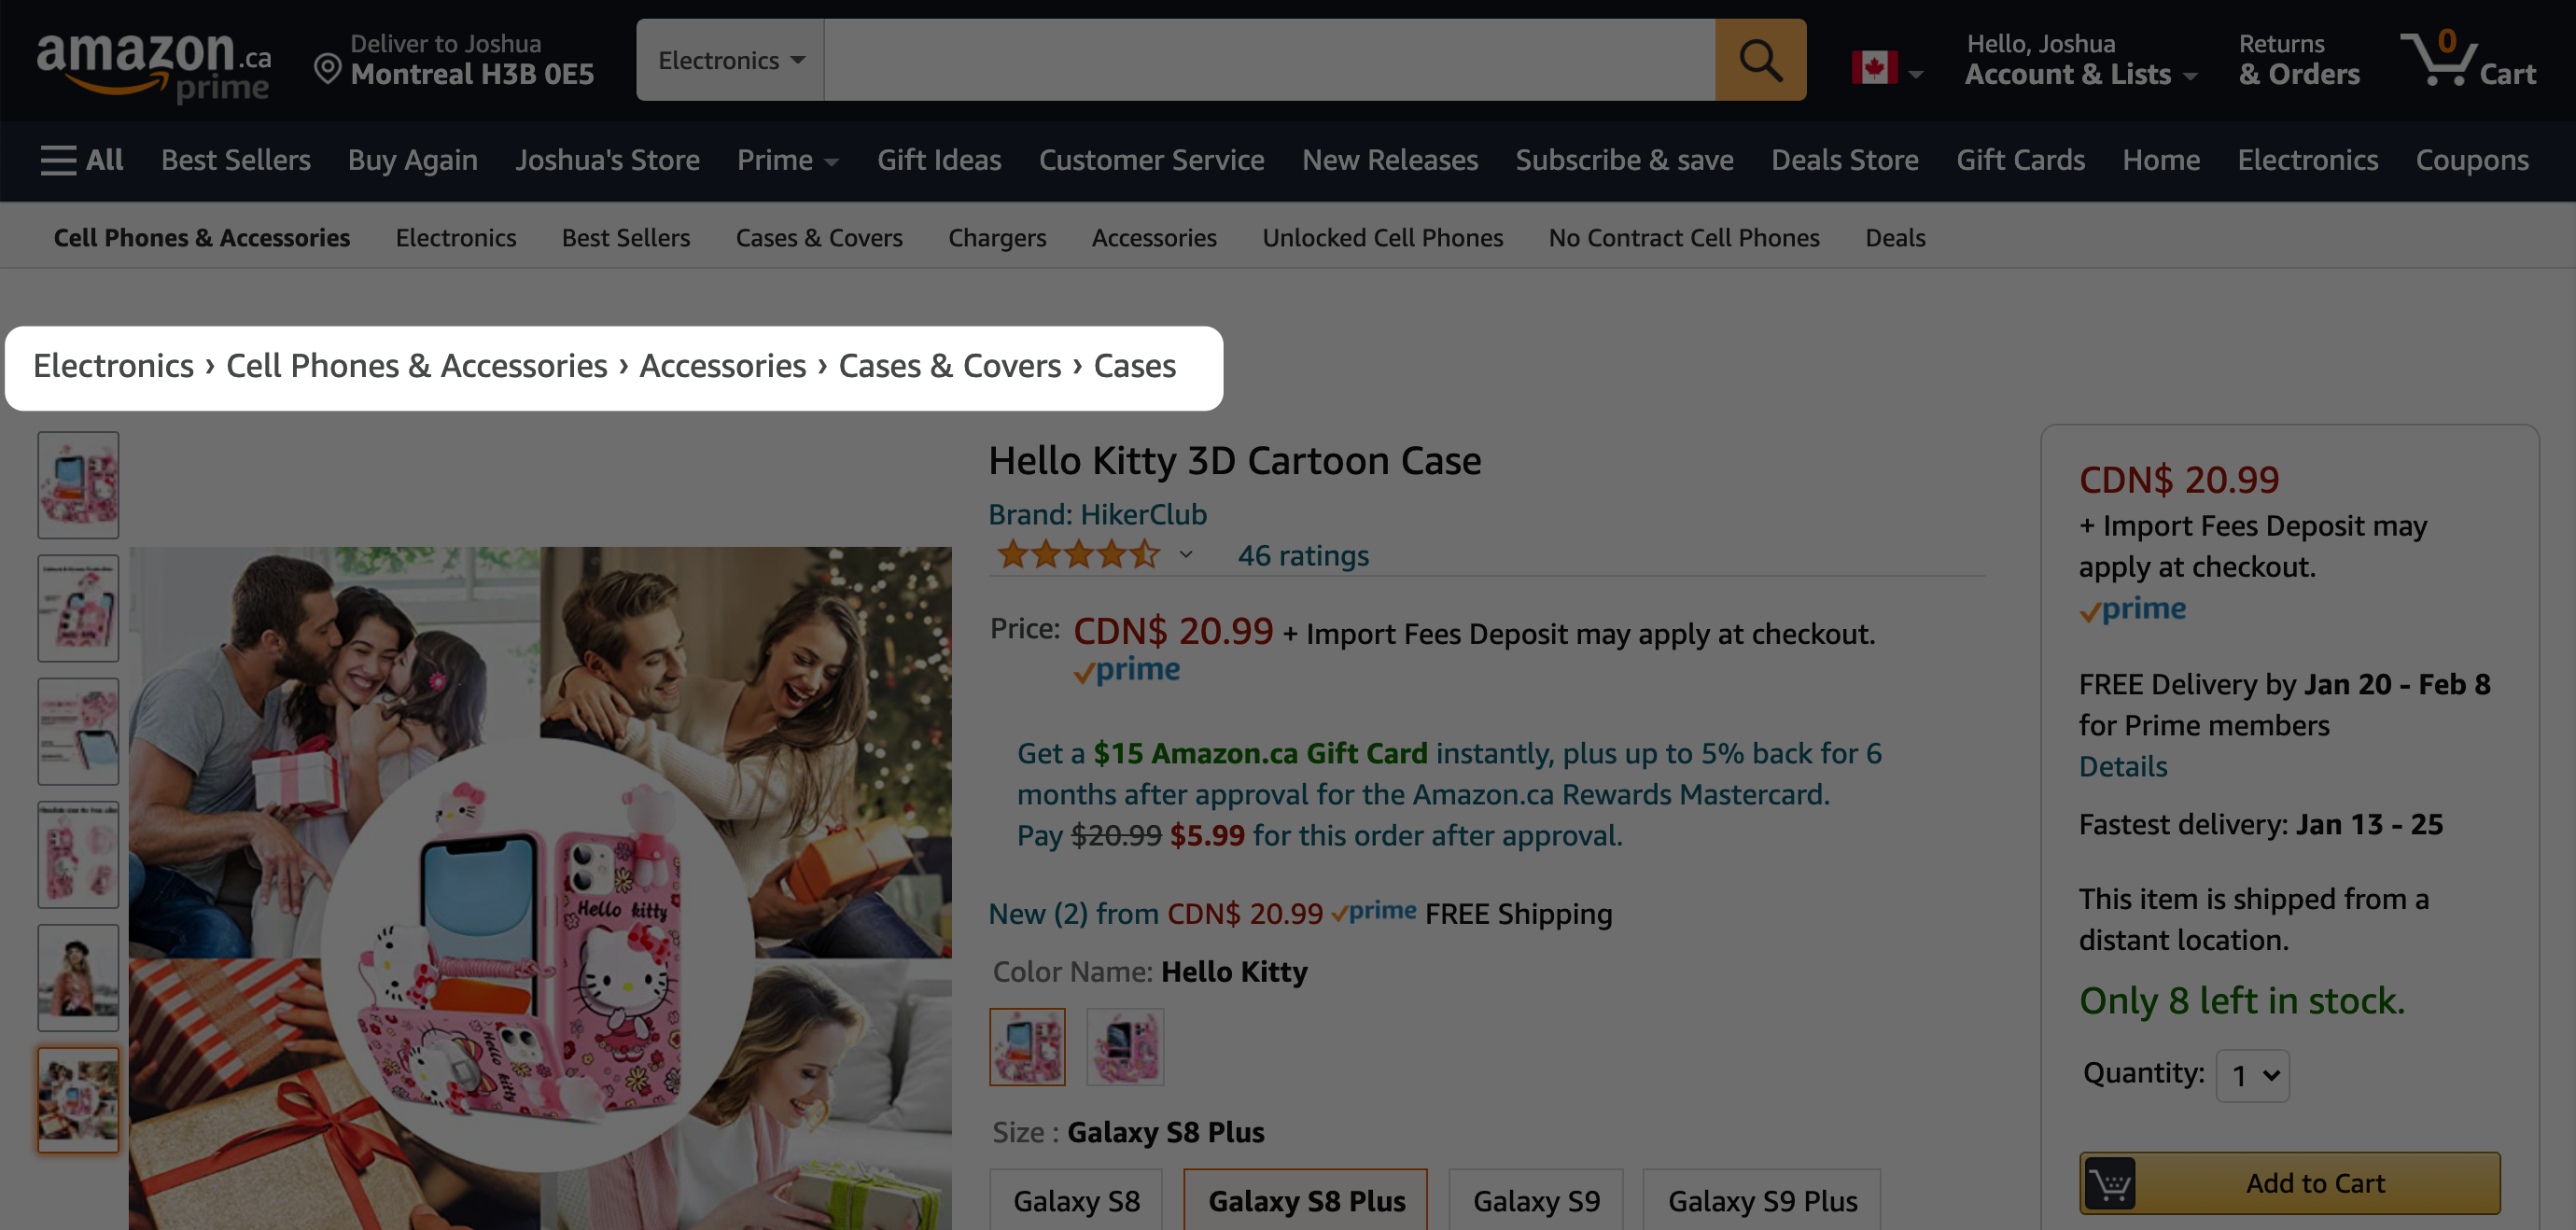 amazon.ca
prime
Deliver to Joshua
Montreal H3B 0E5
Electronics
Hello, Joshua
Account & Lists
Returns
& Orders
0
Cart
All Best Sellers Buy Again Joshua's Store Prime Gift Ideas Customer Service New Releases Subscribe & save Deals Store Gift Cards Home Electronics Coupons
Cell Phones & Accessories Electronics Best Sellers Cases & Covers Chargers Accessories Unlocked Cell Phones No Contract Cell Phones Deals
Electronics › Cell Phones & Accessories › Accessories › Cases & Covers › Cases
Hello kitty
Hello kitty
Hello Kitty 3D Cartoon Case
Brand: HikerClub
46 ratings
Price: CDN$ 20.99 + Import Fees Deposit may apply at checkout.
prime
Get a $15 Amazon.ca Gift Card instantly, plus up to 5% back for 6
months after approval for the Amazon.ca Rewards Mastercard.
Pay $20.99 $5.99 for this order after approval.
New (2) from CDN$ 20.99 prime FREE Shipping
Color Name: Hello Kitty
Size : Galaxy S8 Plus
Galaxy S8 Galaxy S8 Plus Galaxy S9 Galaxy S9 Plus
CDN$ 20.99
+ Import Fees Deposit may
apply at checkout.
prime
FREE Delivery by Jan 20 - Feb 8
for Prime members
Details
Fastest delivery: Jan 13 - 25
This item is shipped from a
distant location.
Only 8 left in stock.
Quantity: 1
Add to Cart